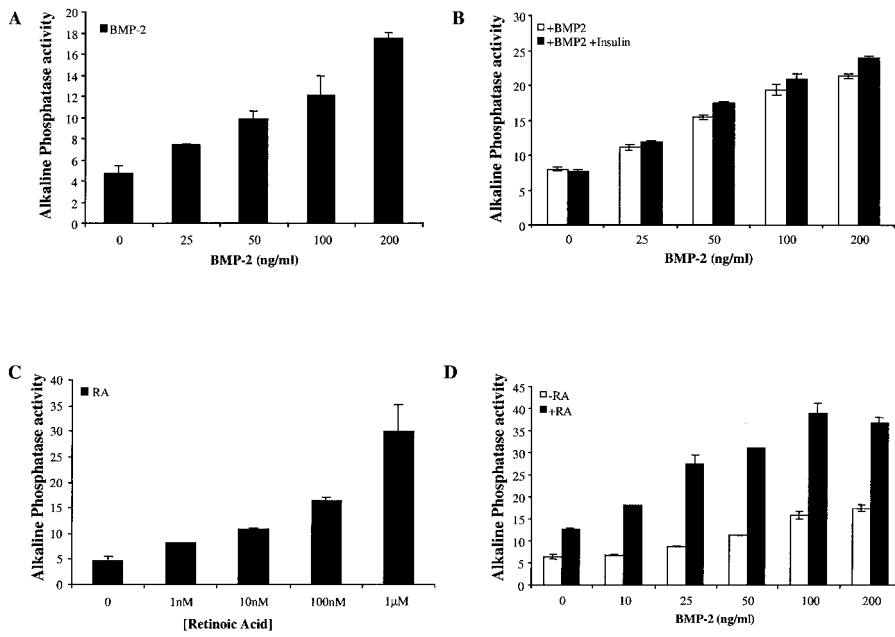 A
Alkaline Phosphatase activity
BMP-2
20
18
16
14
12
10
8
6
4
2
0
0 25 50 100 200
BMP-2 (ng/ml)
B
Alkaline Phosphatase activity
+BMP2
+BMP2 +Insulin
30
25
20
15
10
5
0
0 25 50 100 200
BMP-2 (ng/ml)
C
Alkaline Phosphatase activity
RA
40
35
30
25
20
15
10
5
0
0 1nM 10nM 100nM 1μM
[Retinoic Acid]
D
Alkaline Phosphatase activity
-RA
+RA
45
40
35
30
25
20
15
10
5
0
0 10 25 50 100 200
BMP-2 (ng/ml)